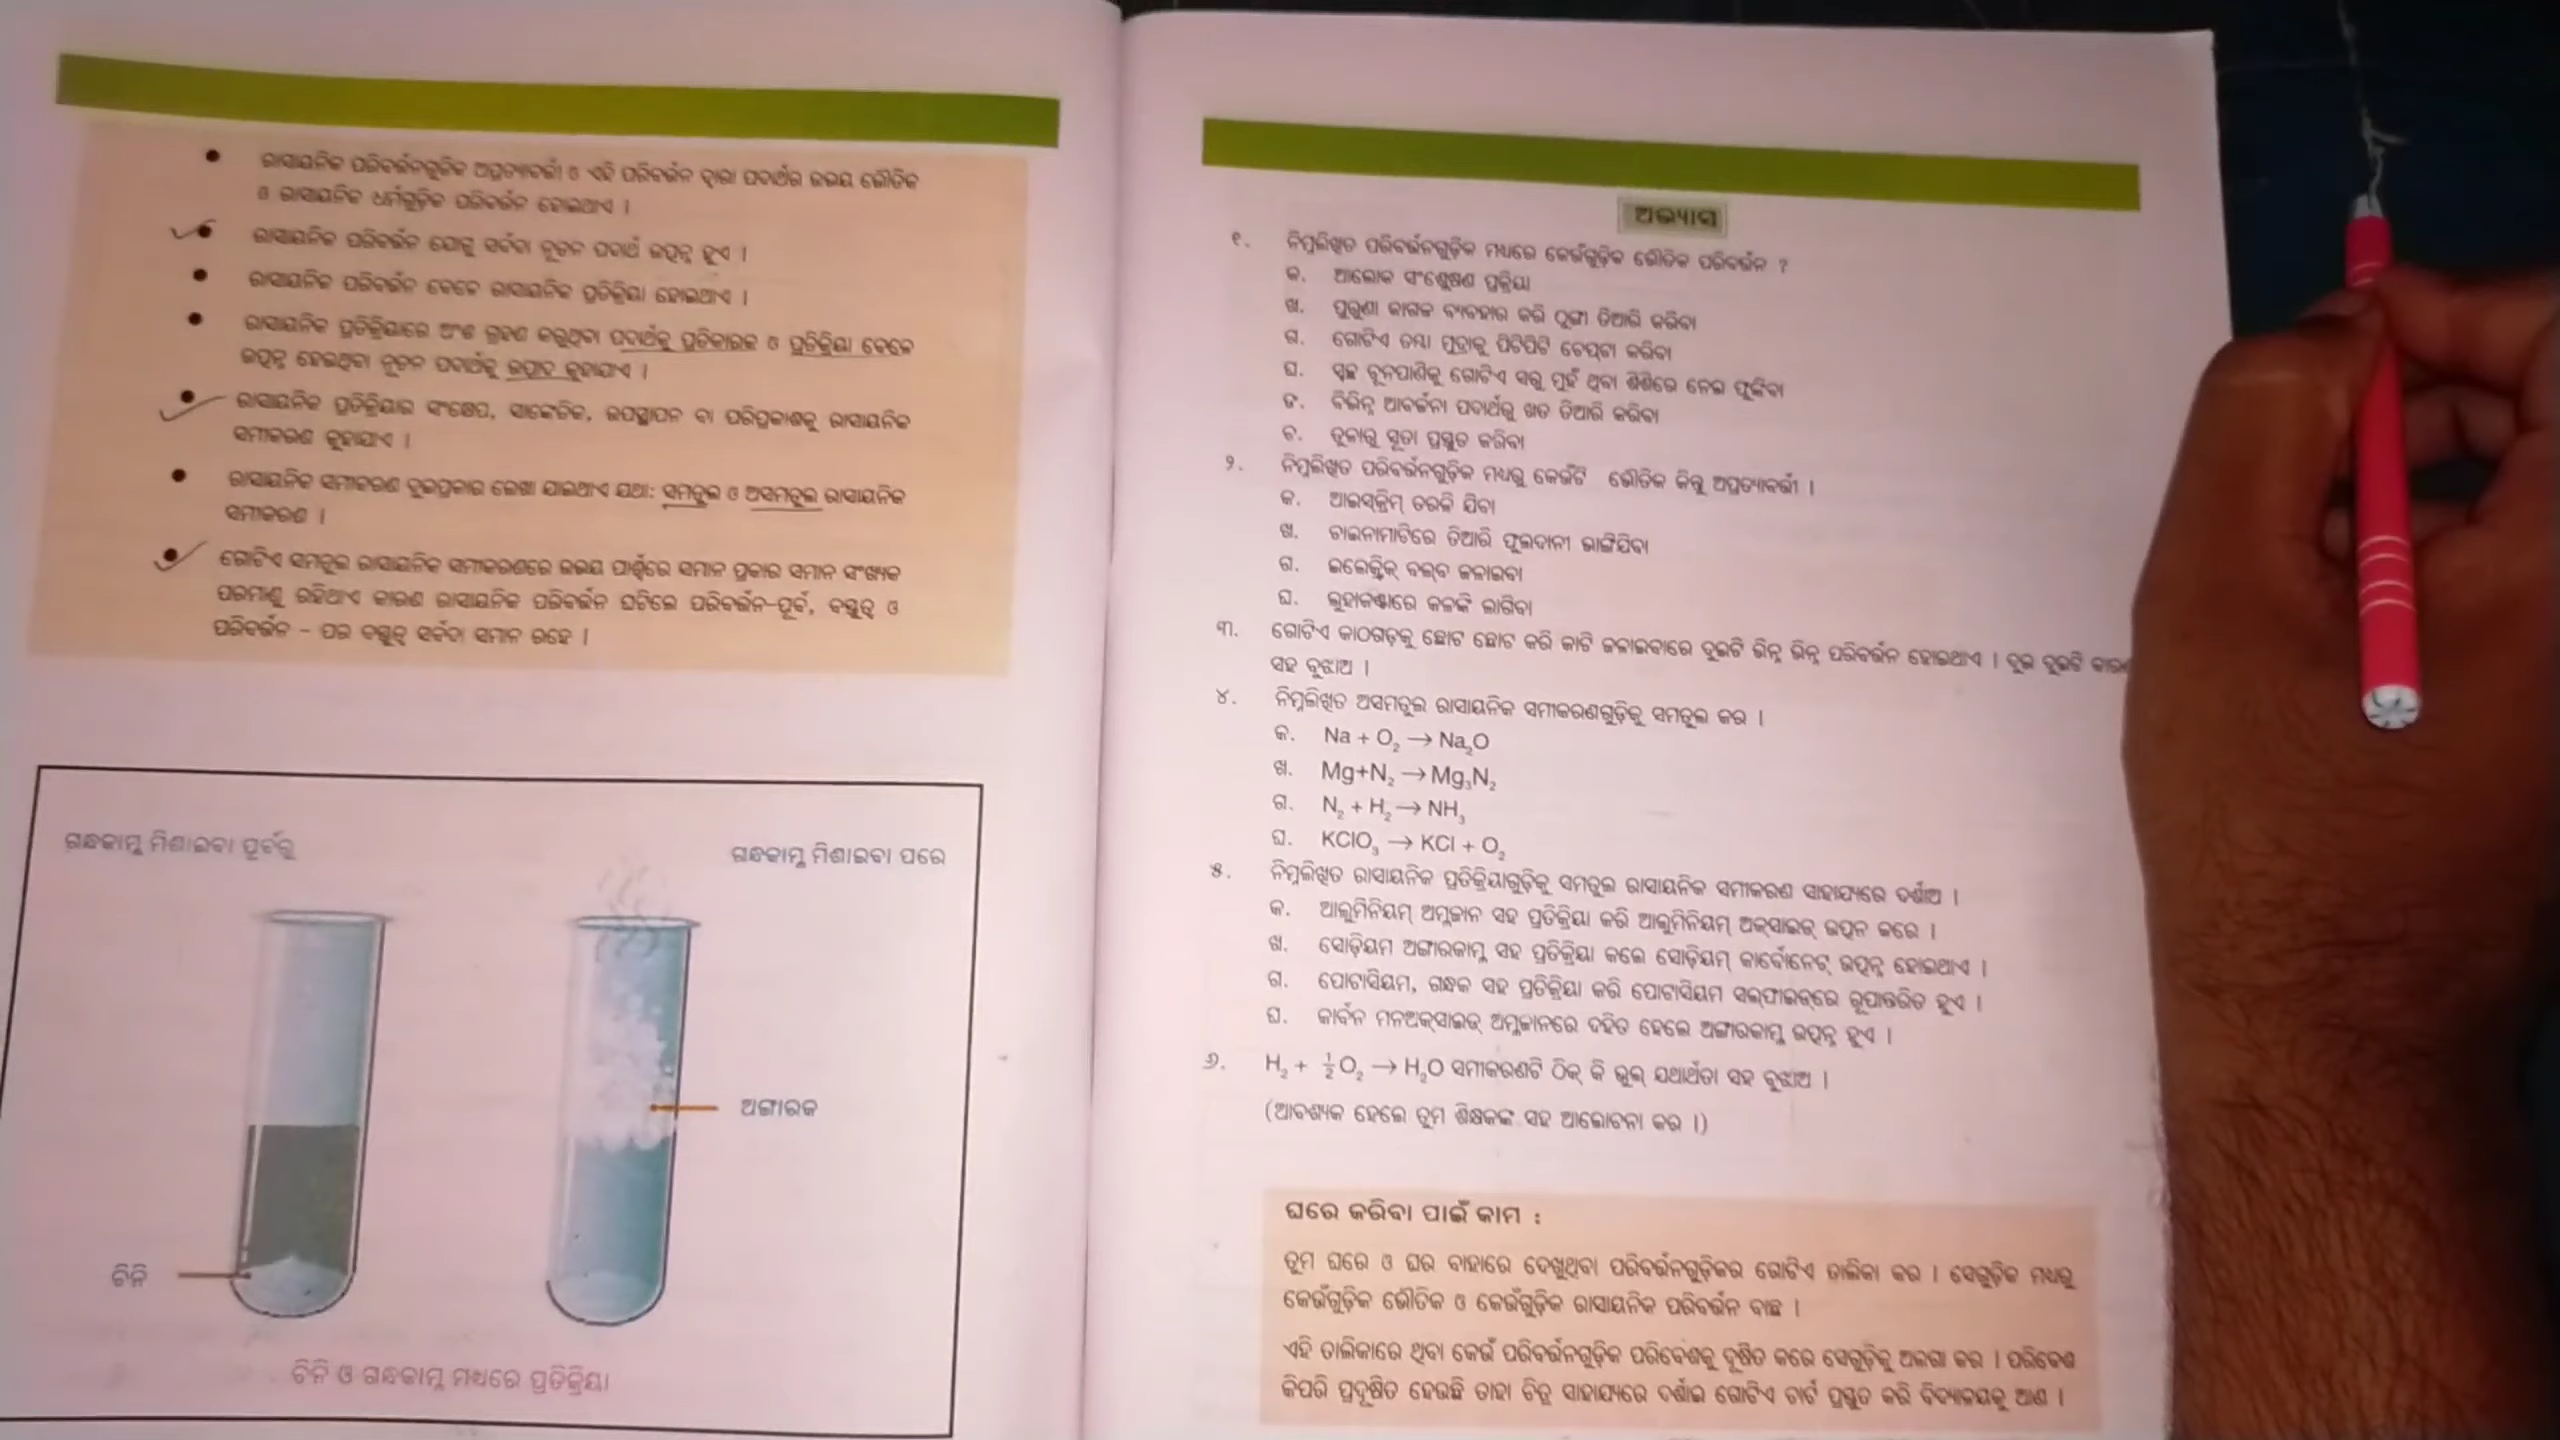 ରାସାୟନିକ ପରିବର୍ତ୍ତନଗୁଡ଼ିକ ଅପ୍ରତ୍ୟାବର୍ତ୍ତୀ ଓ ଏହି ପରିବର୍ତ୍ତନ ଦ୍ୱାରା ପଦାର୍ଥର ଉଭୟ ଭୌତିକ
ଓ ରାସାୟନିକ ଧର୍ମଗୁଡ଼ିକ ପରିବର୍ତ୍ତନ ହୋଇଥାଏ ।
ରାସାୟନିକ ପରିବର୍ତ୍ତନ ଯୋଗୁ ସର୍ବଦା ନୂତନ ପଦାର୍ଥ ଉତ୍ପନ୍ନ ହୁଏ ।
ରାସାୟନିକ ପରିବର୍ତ୍ତନ ବେଳେ ରାସାୟନିକ ପ୍ରତିକ୍ରିୟା ହୋଇଥାଏ ।
ରାସାୟନିକ ପ୍ରତିକ୍ରିୟାରେ ଅଂଶ ଗ୍ରହଣ କରୁଥିବା ପଦାର୍ଥକୁ ପ୍ରତିକାରକ ଓ ପ୍ରତିକ୍ରିୟା ବେଳେ
ଉତ୍ପନ୍ନ ହେଉଥିବା ନୂତନ ପଦାର୍ଥକୁ ଉତ୍ପାଦ କୁହାଯାଏ ।
ରାସାୟନିକ ପ୍ରତିକ୍ରିୟାର ସଂକ୍ଷେପ, ସାଙ୍କେତିକ, ଉପସ୍ଥାପନ ବା ପରିପ୍ରକାଶକୁ ରାସାୟନିକ
ସମୀକରଣ କୁହାଯାଏ ।
ରାସାୟନିକ ସମୀକରଣ ଦୁଇପ୍ରକାର ଲେଖା ଯାଇଥାଏ ଯଥା: ସମତୁଲ ଓ ଅସମତୁଲ ରାସାୟନିକ
ସମୀକରଣ ।
ଗୋଟିଏ ସମତୁଲ ରାସାୟନିକ ସମୀକରଣରେ ଉଭୟ ପାର୍ଶ୍ୱରେ ସମାନ ପ୍ରକାର ସମାନ ସଂଖ୍ୟକ
ପରମାଣୁ ରହିଥାଏ କାରଣ ରାସାୟନିକ ପରିବର୍ତ୍ତନ ଘଟିଲେ ପରିବର୍ତ୍ତନ-ପୂର୍ବ, ବସ୍ତୁତ୍ୱ ଓ
ପରିବର୍ତ୍ତନ – ପର ବସ୍ତୁତ୍ୱ ସର୍ବଦା ସମାନ ରହେ ।
ଗନ୍ଧକାମ୍ଳ ମିଶାଇବା ପୂର୍ବରୁ
ଗନ୍ଧକାମ୍ଳ ମିଶାଇବା ପରେ
ଅଙ୍ଗାରକ
ଚିନି
ଚିନି ଓ ଗନ୍ଧକାମ୍ଳ ମଧ୍ୟରେ ପ୍ରତିକ୍ରିୟା
ଅଭ୍ୟାସ
୧. ନିମ୍ନଲିଖିତ ପରିବର୍ତ୍ତନଗୁଡ଼ିକ ମଧ୍ୟରେ କେଉଁଗୁଡ଼ିକ ଭୌତିକ ପରିବର୍ତ୍ତନ ?
କ. ଆଲୋକ ସଂଶ୍ଳେଷଣ ପ୍ରକ୍ରିୟା
ଖ. ପୁରୁଣା କାଗଜ ବ୍ୟବହାର କରି ଠୁଙ୍ଗା ତିଆରି କରିବା
ଗ. ଗୋଟିଏ ତମ୍ବା ମୁଦ୍ରାକୁ ପିଟିପିଟି ଚେପ୍‌ଟା କରିବା
ଘ. ସ୍ୱଚ୍ଛ ଚୂନପାଣିକୁ ଗୋଟିଏ ସରୁ ମୁହଁ ଥିବା ଶିଶିରେ ନେଇ ଫୁଙ୍କିବା
ଙ. ବିଭିନ୍ନ ଆବର୍ଜନା ପଦାର୍ଥରୁ ଖତ ତିଆରି କରିବା
ଚ. ତୁଳାରୁ ସୂତା ପ୍ରସ୍ତୁତ କରିବା
୨. ନିମ୍ନଲିଖିତ ପରିବର୍ତ୍ତନଗୁଡ଼ିକ ମଧ୍ୟରୁ କେଉଁଟି ଭୌତିକ କିନ୍ତୁ ଅପ୍ରତ୍ୟାବର୍ତ୍ତୀ ।
କ. ଆଇସ୍‌କ୍ରିମ୍ ତରଳି ଯିବା
ଖ. ଚାଇନାମାଟିରେ ତିଆରି ଫୁଲଦାନୀ ଭାଙ୍ଗିଯିବା
ଗ. ଇଲେକ୍ଟ୍ରିକ୍ ବଲ୍‌ବ ଜଳାଇବା
ଘ. ଲୁହାକଣ୍ଟାରେ କଳଙ୍କି ଲାଗିବା
୩. ଗୋଟିଏ କାଠଗଡ଼କୁ ଛୋଟ ଛୋଟ କରି କାଟି ଜଳାଇବାରେ ଦୁଇଟି ଭିନ୍ନ ଭିନ୍ନ ପରିବର୍ତ୍ତନ ହୋଇଥାଏ । ଦୁଇ ଦୁଇଟି
ସହ ବୁଝାଅ ।
୪. ନିମ୍ନଲିଖିତ ଅସମତୁଲ ରାସାୟନିକ ସମୀକରଣଗୁଡ଼ିକୁ ସମତୁଲ କର ।
କ. Na + O₂ → Na₂O
ଖ. Mg+N₂ → Mg₃N₂
ଗ. N₂ + H₂ → NH₃
ଘ. KClO₃ → KCl + O₂
୫. ନିମ୍ନଲିଖିତ ରାସାୟନିକ ପ୍ରତିକ୍ରିୟାଗୁଡ଼ିକୁ ସମତୁଲ ରାସାୟନିକ ସମୀକରଣ ସାହାଯ୍ୟରେ ଦର୍ଶାଅ ।
କ. ଆଲୁମିନିୟମ୍ ଅମ୍ଳଜାନ ସହ ପ୍ରତିକ୍ରିୟା କରି ଆଲୁମିନିୟମ୍ ଅକ୍‌ସାଇଡ୍ ଉତ୍ପନ କରେ ।
ଖ. ସୋଡ଼ିୟମ ଅଙ୍ଗାରକାମ୍ଳ ସହ ପ୍ରତିକ୍ରିୟା କଲେ ସୋଡ଼ିୟମ୍ କାର୍ବୋନେଟ୍ ଉତ୍ପନ୍ନ ହୋଇଥାଏ ।
ଗ. ପୋଟାସିୟମ, ଗନ୍ଧକ ସହ ପ୍ରତିକ୍ରିୟା କରି ପୋଟାସିୟମ ସଲ୍‌ଫାଇଡ୍‌ରେ ରୂପାନ୍ତରିତ ହୁଏ ।
ଘ. କାର୍ବନ ମନଅକ୍‌ସାଇଡ୍ ଅମ୍ଳଜାନରେ ଦହିତ ହେଲେ ଅଙ୍ଗାରକାମ୍ଳ ଉତ୍ପନ୍ନ ହୁଏ ।
୬. H₂ + ½O₂ → H₂O ସମୀକରଣଟି ଠିକ୍ କି ଭୁଲ୍ ଯଥାର୍ଥତା ସହ ବୁଝାଅ ।
(ଆବଶ୍ୟକ ହେଲେ ତୁମ ଶିକ୍ଷକଙ୍କ ସହ ଆଲୋଚନା କର ।)
ଘରେ କରିବା ପାଇଁ କାମ :
ତୁମ ଘରେ ଓ ଘର ବାହାରେ ଦେଖୁଥିବା ପରିବର୍ତ୍ତନଗୁଡ଼ିକର ଗୋଟିଏ ତାଲିକା କର । ସେଗୁଡ଼ିକ ମଧ୍ୟରୁ
କେଉଁଗୁଡ଼ିକ ଭୌତିକ ଓ କେଉଁଗୁଡ଼ିକ ରାସାୟନିକ ପରିବର୍ତ୍ତନ ବାଛ ।
ଏହି ତାଲିକାରେ ଥିବା କେଉଁ ପରିବର୍ତ୍ତନଗୁଡ଼ିକ ପରିବେଶକୁ ଦୂଷିତ କରେ ସେଗୁଡ଼ିକୁ ଅଲଗା କର । ପରିବେଶ
କିପରି ପ୍ରଦୂଷିତ ହେଉଛି ତାହା ଚିତ୍ର ସାହାଯ୍ୟରେ ଦର୍ଶାଇ ଗୋଟିଏ ଚାର୍ଟ ପ୍ରସ୍ତୁତ କରି ବିଦ୍ୟାଳୟକୁ ଆଣ ।